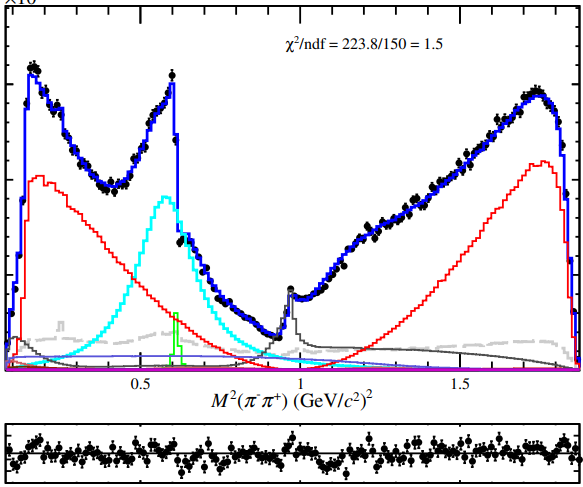 χ²/ndf = 223.8/150 = 1.5
0.5 1 1.5
M²(π⁻π⁺) (GeV/c²)²